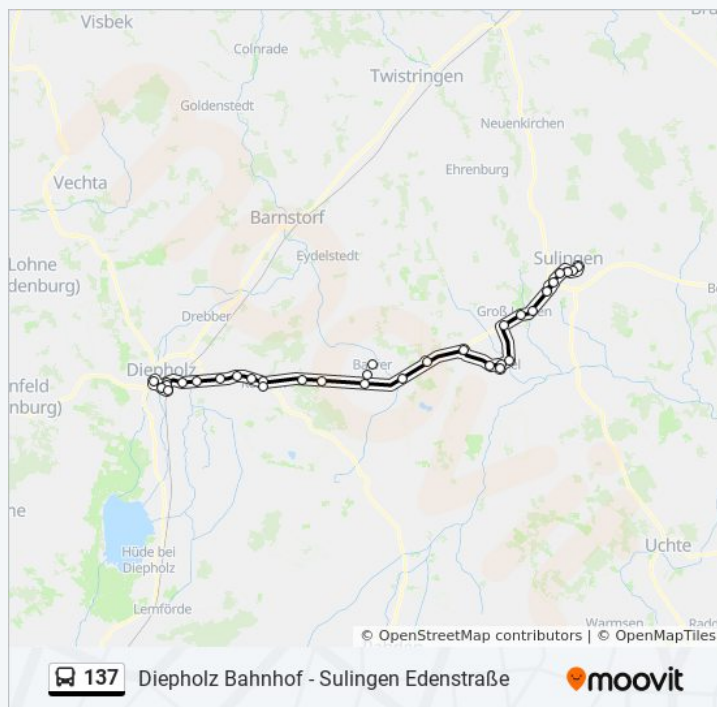 Visbek
Colnrade
Twistringen
Goldenstedt
Neuenkirchen
Ehrenburg
Vechta
Barnstorf
Eydelstedt
Sulingen
Lohne
denburg)
Drebber
Diepholz
nfeld
nburg)
Hüde bei
Diepholz
Lemförde
Uchte
Warmsen
© OpenStreetMap contributors | © OpenMapTiles
137 Diepholz Bahnhof - Sulingen Edenstraße moovit